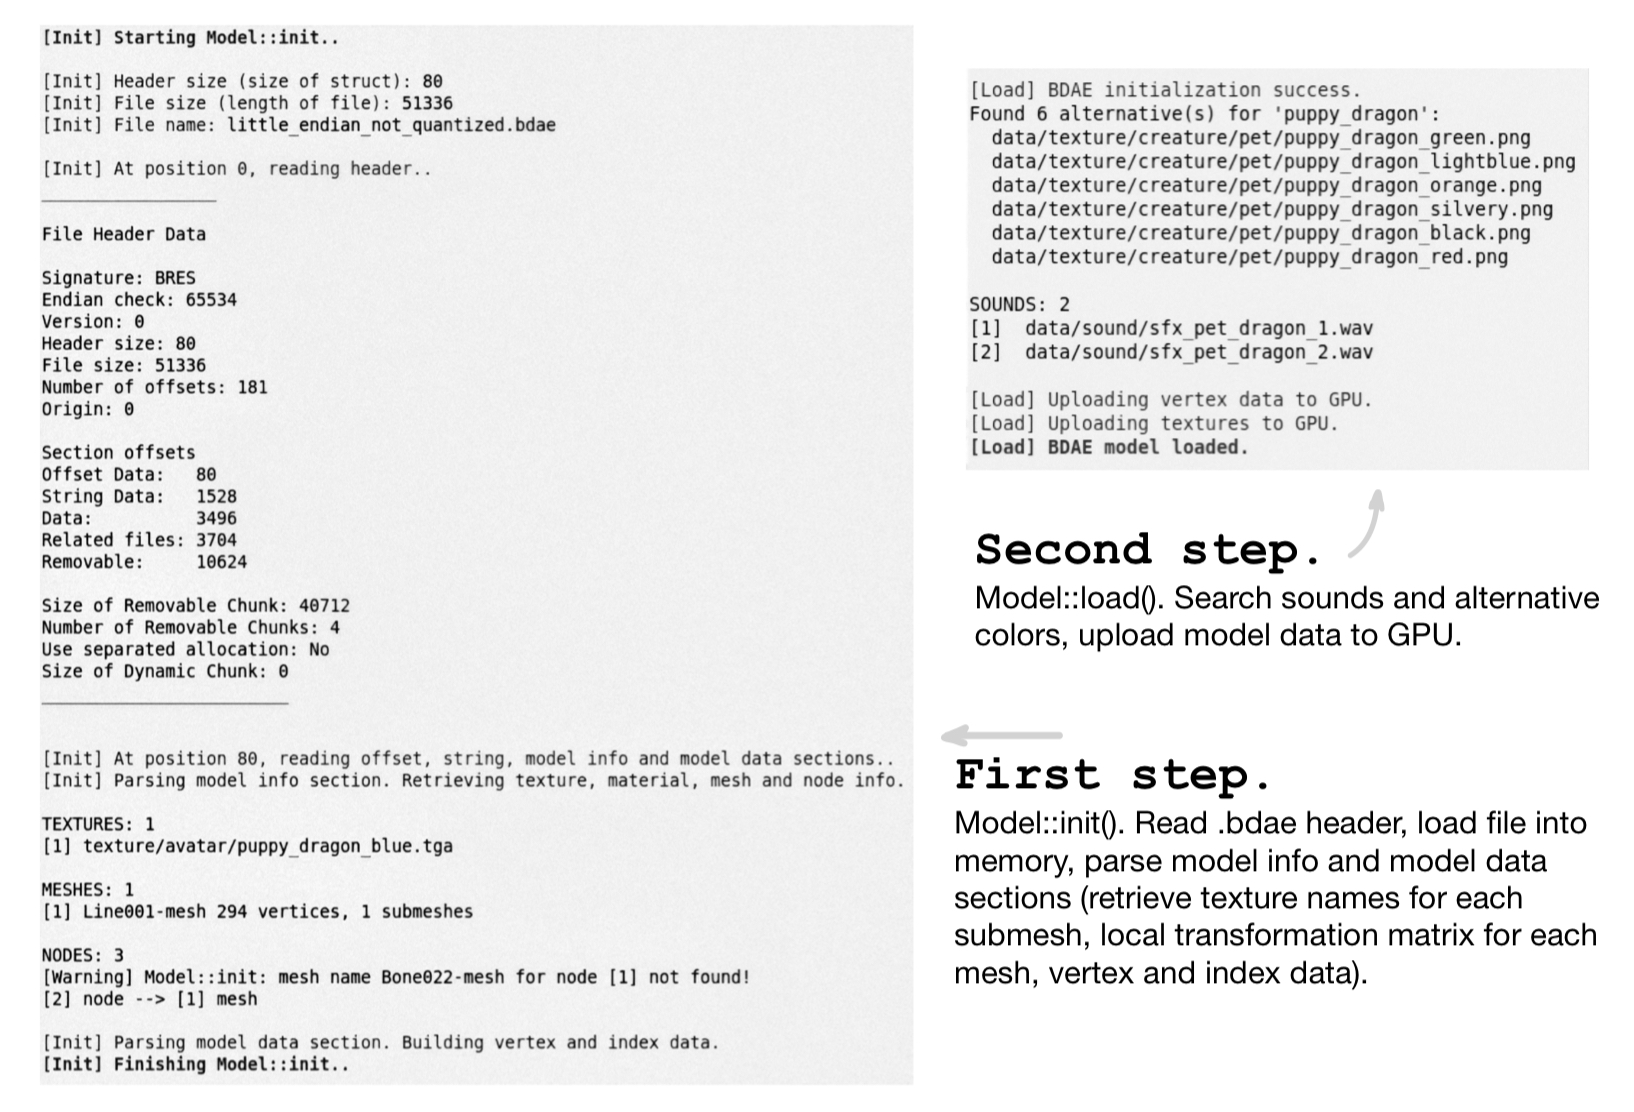 [Init] Starting Model::init..
[Init] Header size (size of struct): 80
[Init] File size (length of file): 51336
[Init] File name: little_endian_not_quantized.bdae
[Init] At position 0, reading header..
_________________
File Header Data
Signature: BRES
Endian check: 65534
Version: 0
Header size: 80
File size: 51336
Number of offsets: 181
Origin: 0
Section offsets
Offset Data:   80
String Data:   1528
Data:          3496
Related files: 3704
Removable:     10624
Size of Removable Chunk: 40712
Number of Removable Chunks: 4
Use separated allocation: No
Size of Dynamic Chunk: 0
________________________
[Init] At position 80, reading offset, string, model info and model data sections..
[Init] Parsing model info section. Retrieving texture, material, mesh and node info.
TEXTURES: 1
[1] texture/avatar/puppy_dragon_blue.tga
MESHES: 1
[1] Line001-mesh 294 vertices, 1 submeshes
NODES: 3
[Warning] Model::init: mesh name Bone022-mesh for node [1] not found!
[2] node --> [1] mesh
[Init] Parsing model data section. Building vertex and index data.
[Init] Finishing Model::init..
[Load] BDAE initialization success.
Found 6 alternative(s) for 'puppy_dragon':
  data/texture/creature/pet/puppy_dragon_green.png
  data/texture/creature/pet/puppy_dragon_lightblue.png
  data/texture/creature/pet/puppy_dragon_orange.png
  data/texture/creature/pet/puppy_dragon_silvery.png
  data/texture/creature/pet/puppy_dragon_black.png
  data/texture/creature/pet/puppy_dragon_red.png
SOUNDS: 2
[1]  data/sound/sfx_pet_dragon_1.wav
[2]  data/sound/sfx_pet_dragon_2.wav
[Load] Uploading vertex data to GPU.
[Load] Uploading textures to GPU.
[Load] BDAE model loaded.
Second step.
Model::load(). Search sounds and alternative
colors, upload model data to GPU.
First step.
Model::init(). Read .bdae header, load file into
memory, parse model info and model data
sections (retrieve texture names for each
submesh, local transformation matrix for each
mesh, vertex and index data).